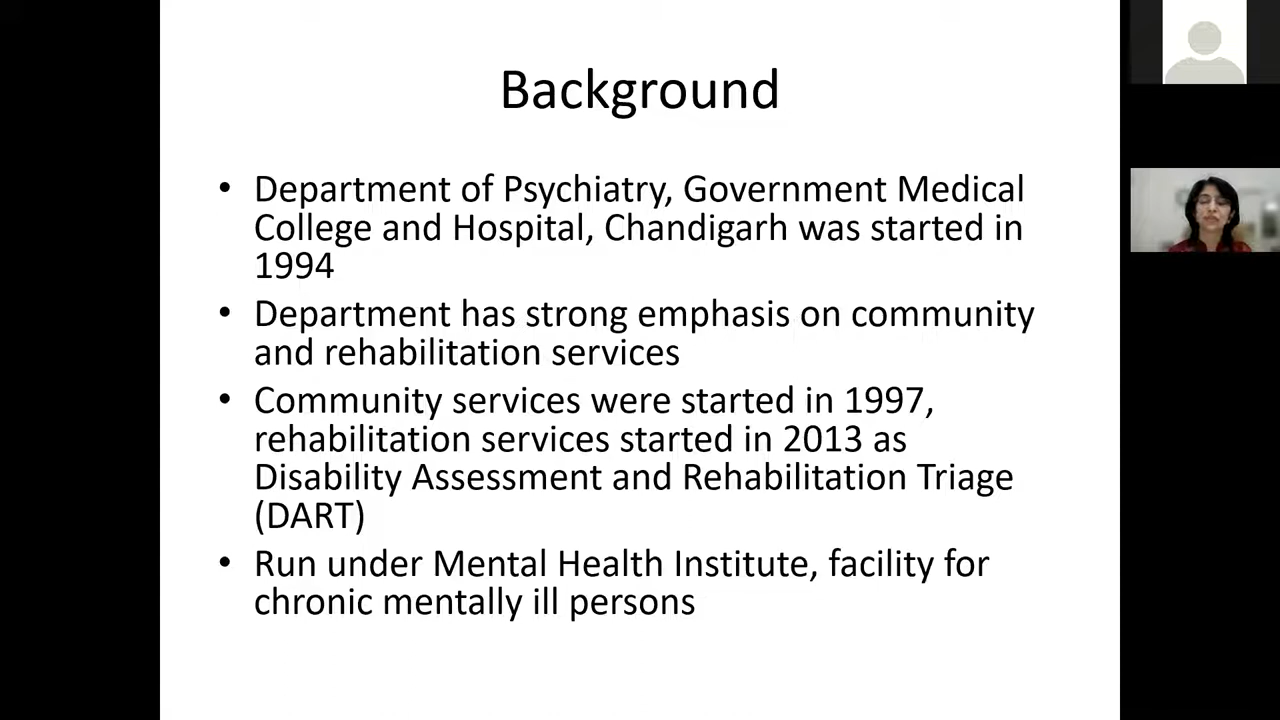 Background
• Department of Psychiatry, Government Medical
College and Hospital, Chandigarh was started in
1994
• Department has strong emphasis on community
and rehabilitation services
• Community services were started in 1997,
rehabilitation services started in 2013 as
Disability Assessment and Rehabilitation Triage
(DART)
• Run under Mental Health Institute, facility for
chronic mentally ill persons